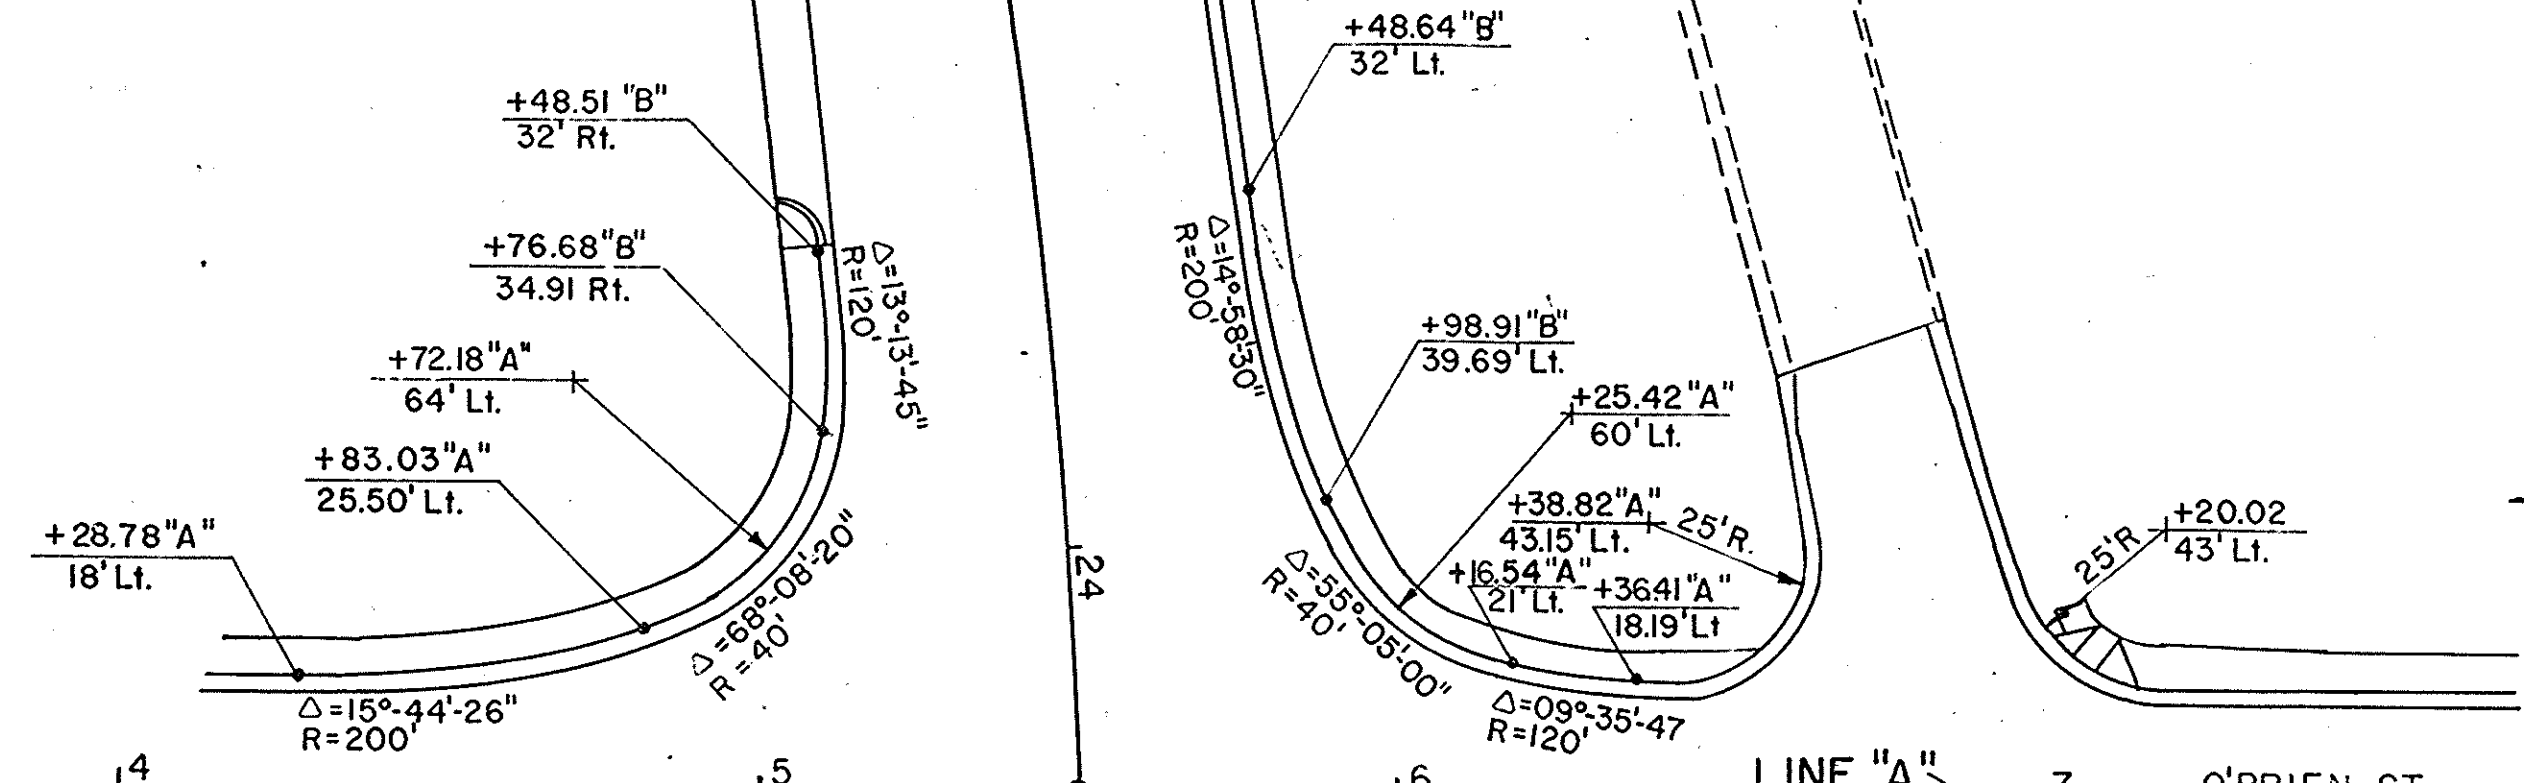 +48.64 "B"
32' Lt.
+48.51 "B"
32' Rt.
+76.68 "B"
34.91 Rt.
Δ=13°-13'-45"
R=120'
Δ=14°-58'-30"
R=200'
+72.18 "A"
64' Lt.
+98.91 "B"
39.69' Lt.
+25.42 "A"
60' Lt.
+83.03 "A"
25.50' Lt.
+38.82 "A"
43.15' Lt.
25' R.
+28.78 "A"
18' Lt.
+16.54 "A"
21' Lt.
+36.41 "A"
18.19' Lt
25' R
+20.02
43' Lt.
24
Δ=68°-08'-20"
R=40'
Δ=55°-05'-00"
R=40'
Δ=15°-44'-26"
R=200'
Δ=09°-35'-47
R=120'
4
5
6
LINE "A"
7
O'BRIEN ST